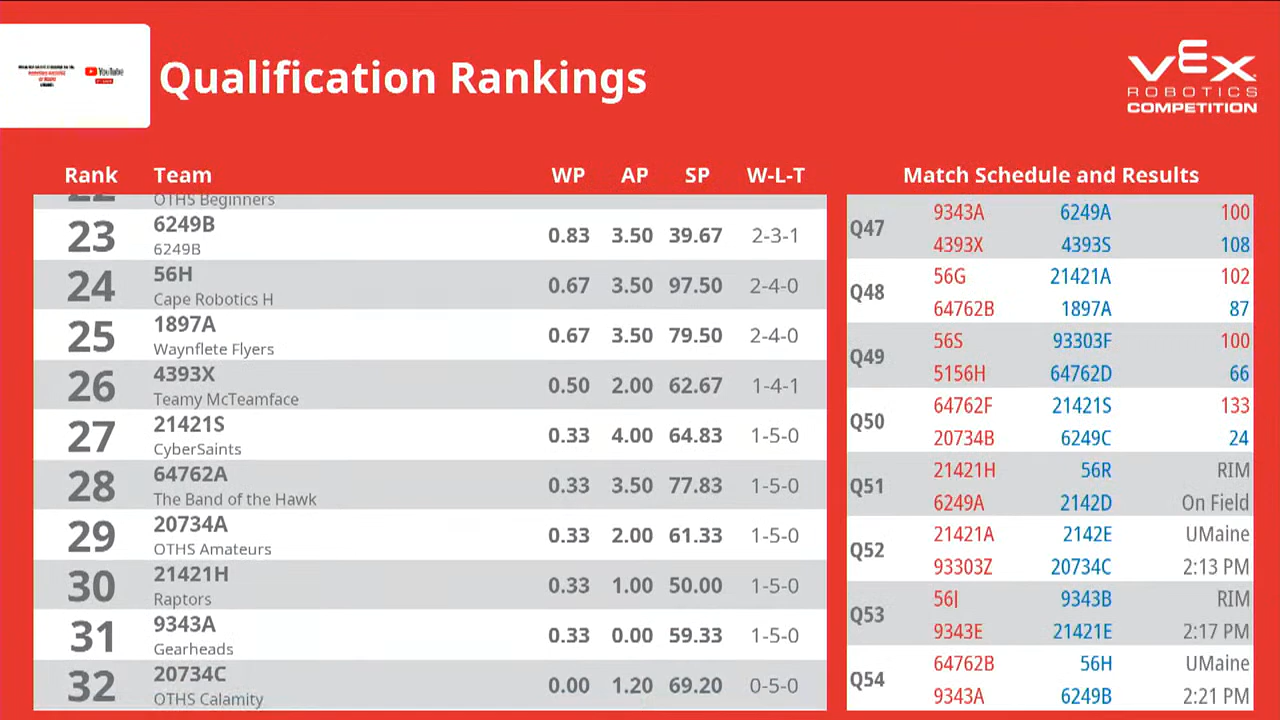 YouTube
Qualification Rankings
VEX
ROBOTICS
COMPETITION
Rank Team WP AP SP W-L-T
22
OTHS Beginners
23 6249B 0.83 3.50 39.67 2-3-1
6249B
24 56H 0.67 3.50 97.50 2-4-0
Cape Robotics H
25 1897A 0.67 3.50 79.50 2-4-0
Waynflete Flyers
26 4393X 0.50 2.00 62.67 1-4-1
Teamy McTeamface
27 21421S 0.33 4.00 64.83 1-5-0
CyberSaints
28 64762A 0.33 3.50 77.83 1-5-0
The Band of the Hawk
29 20734A 0.33 2.00 61.33 1-5-0
OTHS Amateurs
30 21421H 0.33 1.00 50.00 1-5-0
Raptors
31 9343A 0.33 0.00 59.33 1-5-0
Gearheads
32 20734C 0.00 1.20 69.20 0-5-0
OTHS Calamity
Match Schedule and Results
Q47 9343A 6249A 100
4393X 4393S 108
Q48 56G 21421A 102
64762B 1897A 87
Q49 56S 93303F 100
5156H 64762D 66
Q50 64762F 21421S 133
20734B 6249C 24
Q51 21421H 56R RIM
6249A 2142D On Field
Q52 21421A 2142E UMaine
93303Z 20734C 2:13 PM
Q53 56J 9343B RIM
9343E 21421E 2:17 PM
Q54 64762B 56H UMaine
9343A 6249B 2:21 PM